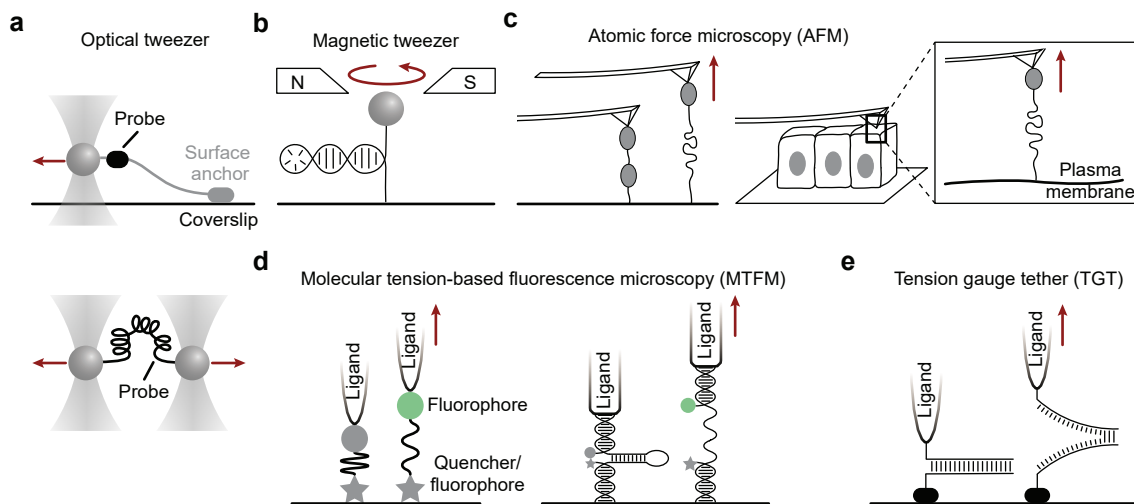 a
Optical tweezer
Probe
Surface
anchor
Coverslip
Probe
b
Magnetic tweezer
N
S
c
Atomic force microscopy (AFM)
Plasma
membrane
d
Molecular tension-based fluorescence microscopy (MTFM)
Ligand
Ligand
Fluorophore
Quencher/
fluorophore
Ligand
Ligand
e
Tension gauge tether (TGT)
Ligand
Ligand